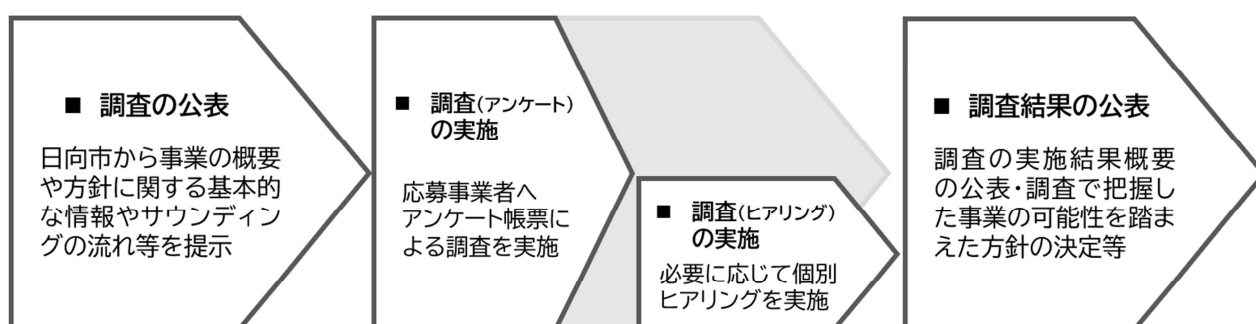 ■ 調査の公表
日向市から事業の概要
や方針に関する基本的
な情報やサウンディン
グの流れ等を提示
■ 調査(アンケート)
の実施
応募事業者へ
アンケート帳票に
よる調査を実施
■ 調査(ヒアリング)
の実施
必要に応じて個別
ヒアリングを実施
■ 調査結果の公表
調査の実施結果概要
の公表・調査で把握し
た事業の可能性を踏ま
えた方針の決定等